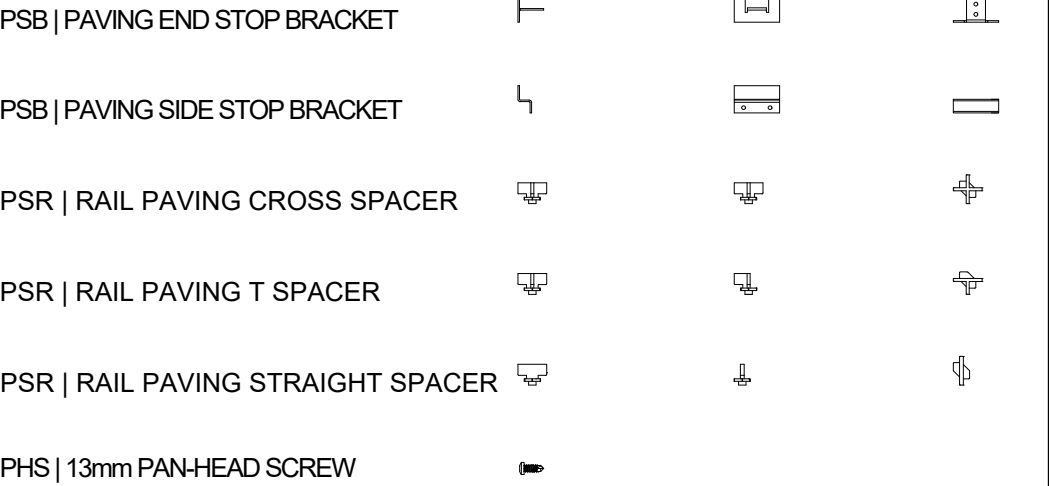 PSB | PAVING END STOP BRACKET
PSB | PAVING SIDE STOP BRACKET
PSR | RAIL PAVING CROSS SPACER
PSR | RAIL PAVING T SPACER
PSR | RAIL PAVING STRAIGHT SPACER
PHS | 13mm PAN-HEAD SCREW